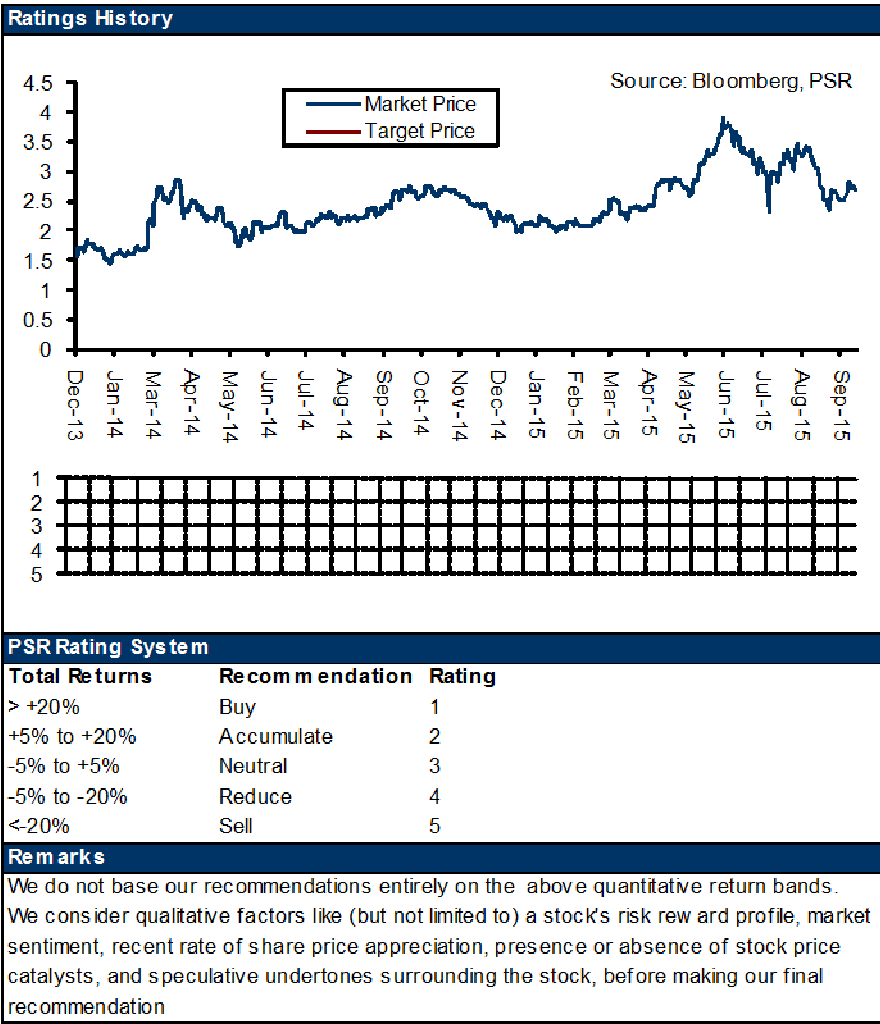 Ratings History
Source: Bloomberg, PSR
Market Price
Target Price
4.5
4
3.5
3
2.5
2
1.5
1
0.5
0
Dec-13 Jan-14 Mar-14 Apr-14 May-14 Jun-14 Jul-14 Aug-14 Sep-14 Oct-14 Nov-14 Dec-14 Jan-15 Feb-15 Mar-15 Apr-15 May-15 Jun-15 Jul-15 Aug-15 Sep-15
1
2
3
4
5
PSR Rating System
Total Returns Recommendation Rating
> +20% Buy 1
+5% to +20% Accumulate 2
-5% to +5% Neutral 3
-5% to -20% Reduce 4
<-20% Sell 5
Remarks
We do not base our recommendations entirely on the above quantitative return bands.
We consider qualitative factors like (but not limited to) a stock's risk reward profile, market
sentiment, recent rate of share price appreciation, presence or absence of stock price
catalysts, and speculative undertones surrounding the stock, before making our final
recommendation